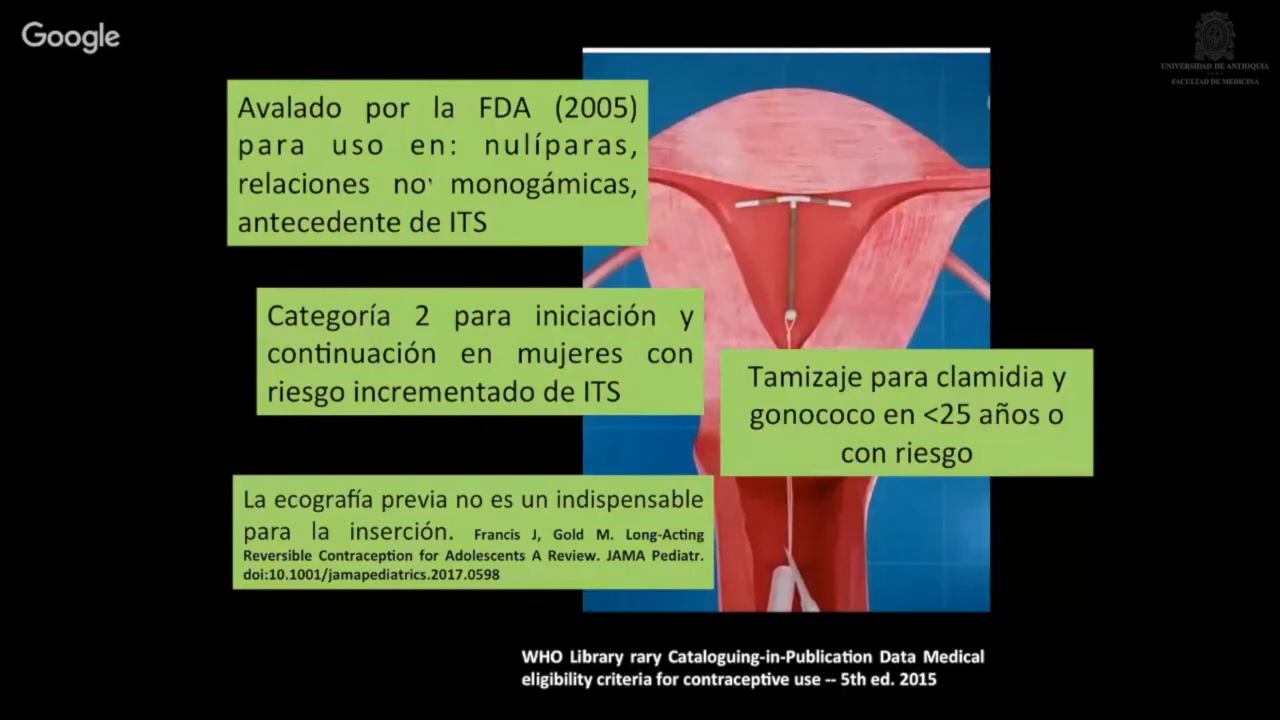 Google
UNIVERSIDAD DE ANTIOQUIA
1803
FACULTAD DE MEDICINA
Avalado por la FDA (2005)
para uso en: nulíparas,
relaciones no monogámicas,
antecedente de ITS
Categoría 2 para iniciación y
continuación en mujeres con
riesgo incrementado de ITS
Tamizaje para clamidia y
gonococo en <25 años o
con riesgo
La ecografía previa no es un indispensable
para la inserción. Francis J, Gold M. Long-Acting
Reversible Contraception for Adolescents A Review. JAMA Pediatr.
doi:10.1001/jamapediatrics.2017.0598
WHO Library rary Cataloguing-in-Publication Data Medical
eligibility criteria for contraceptive use -- 5th ed. 2015